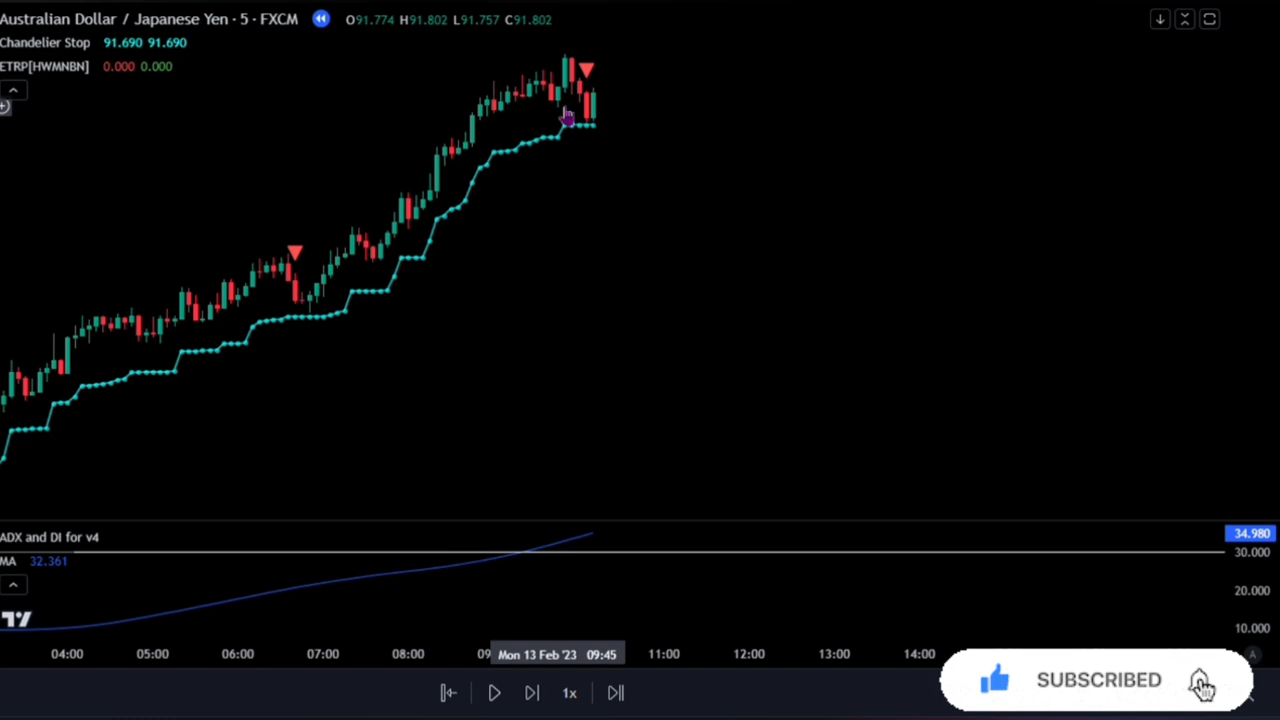 Australian Dollar / Japanese Yen · 5 · FXCM O91.774 H91.802 L91.757 C91.802
Chandelier Stop 91.690 91.690
ETRP[HWMNBN] 0.000 0.000
ADX and DI for v4
MA 32.361
34.980
30.000
20.000
10.000
04:00 05:00 06:00 07:00 08:00 09 Mon 13 Feb '23 09:45 11:00 12:00 13:00 14:00
A
1x
SUBSCRIBED